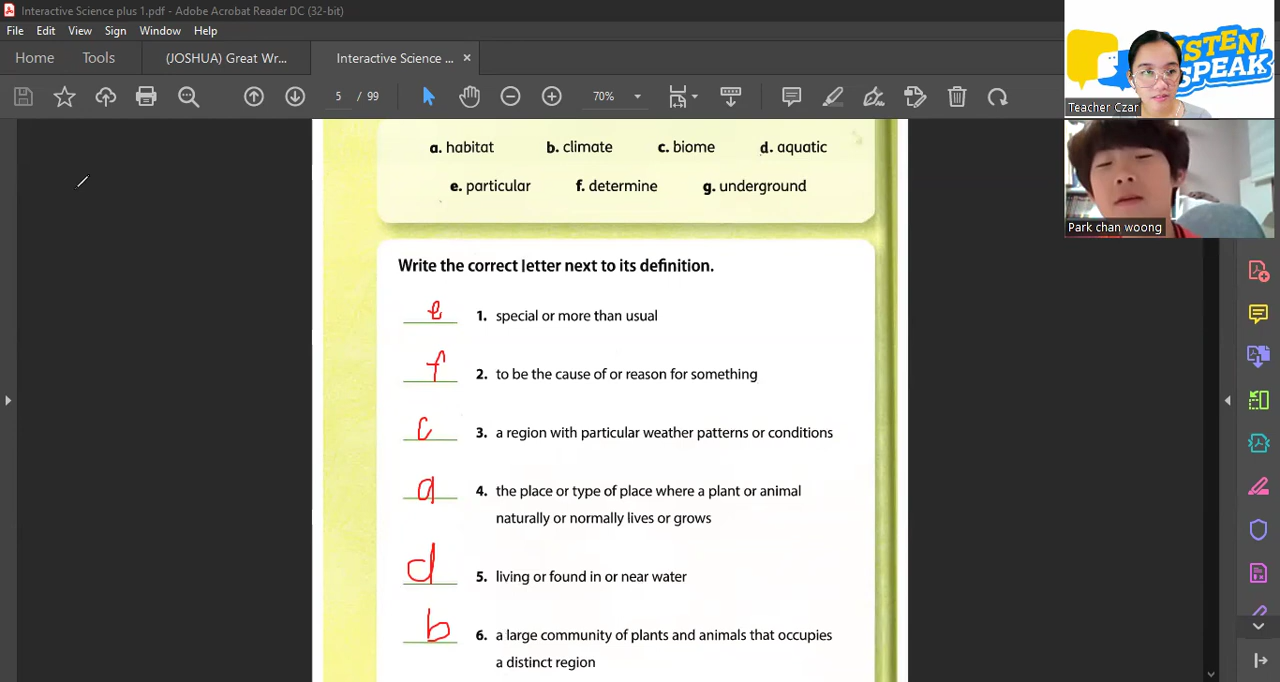 Interactive Science plus 1.pdf - Adobe Acrobat Reader DC (32-bit)
File Edit View Sign Window Help
Home Tools (JOSHUA) Great Wr... Interactive Science ... ×
5 / 99 70%
LISTEN
SPEAK
Teacher Czar
Park chan woong
a. habitat b. climate c. biome d. aquatic
e. particular f. determine g. underground
Write the correct letter next to its definition.
e 1. special or more than usual
f 2. to be the cause of or reason for something
c 3. a region with particular weather patterns or conditions
a 4. the place or type of place where a plant or animal
naturally or normally lives or grows
d 5. living or found in or near water
b 6. a large community of plants and animals that occupies
a distinct region